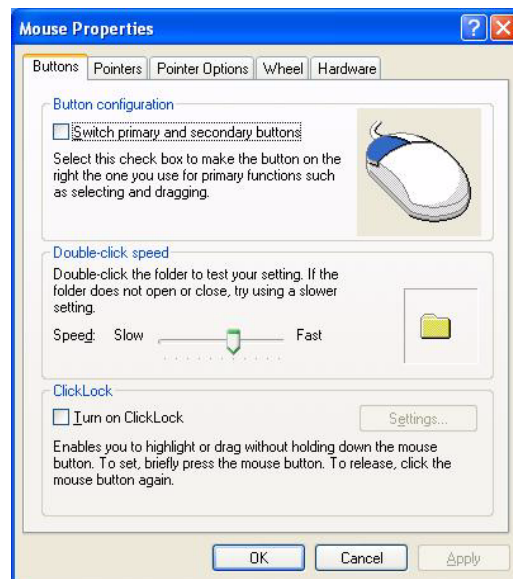 Mouse Properties
?
X
Buttons Pointers Pointer Options Wheel Hardware
Button configuration
Switch primary and secondary buttons
Select this check box to make the button on the
right the one you use for primary functions such
as selecting and dragging.
Double-click speed
Double-click the folder to test your setting. If the
folder does not open or close, try using a slower
setting.
Speed: Slow Fast
ClickLock
Turn on ClickLock Settings...
Enables you to highlight or drag without holding down the mouse
button. To set, briefly press the mouse button. To release, click the
mouse button again.
OK Cancel Apply